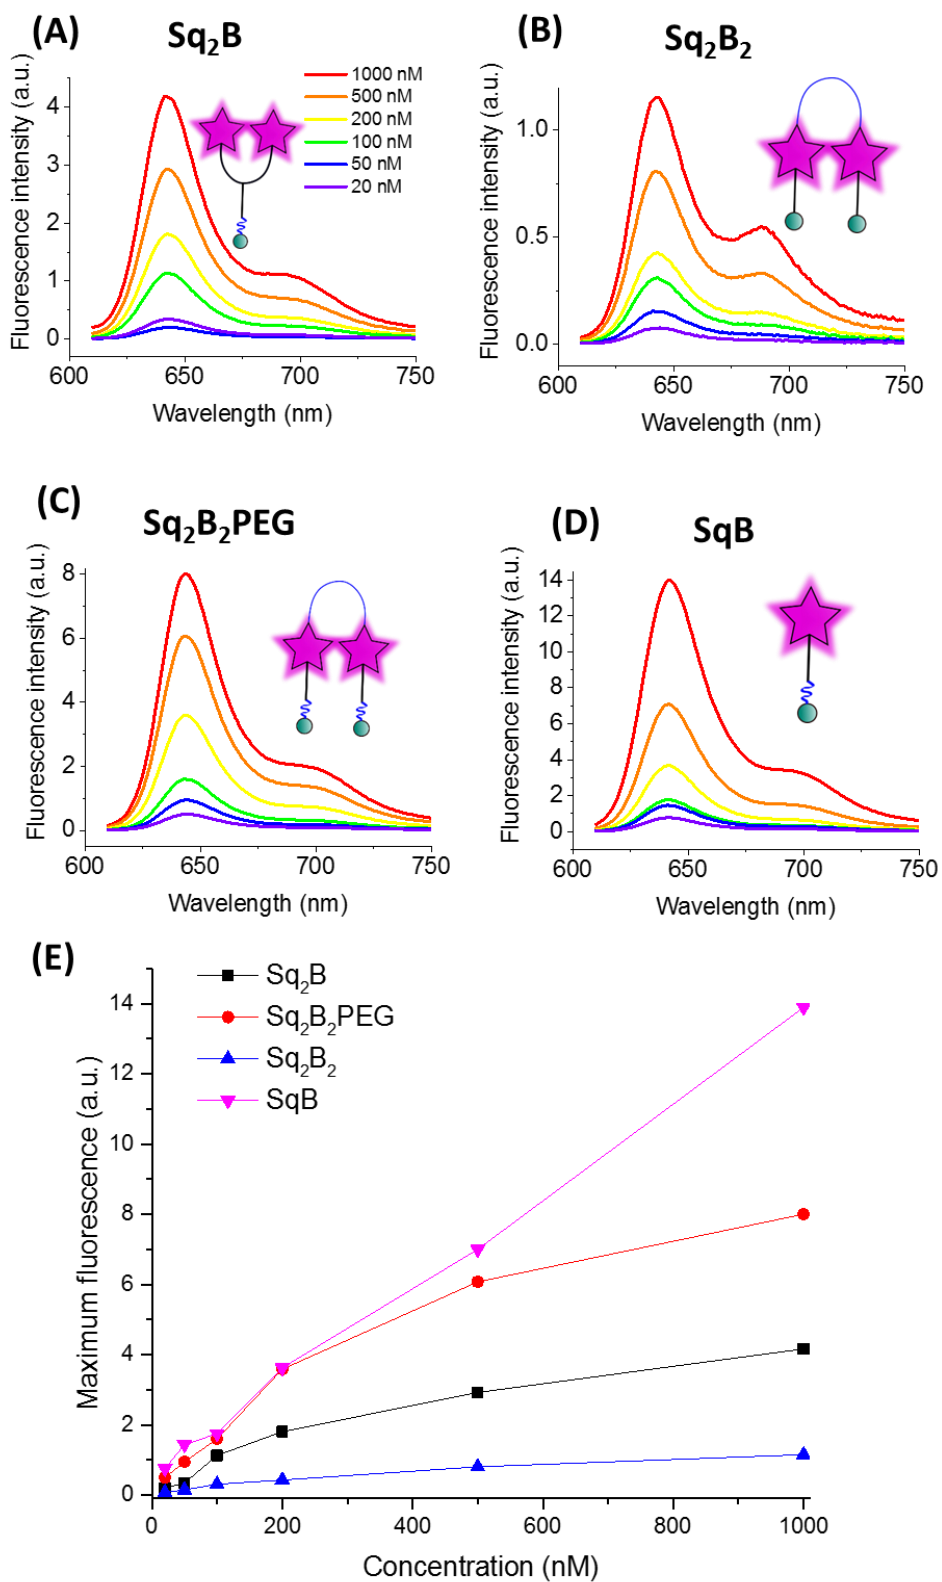 (A) Sq₂B
Fluorescence intensity (a.u.)
4
3
2
1
0
1000 nM
500 nM
200 nM
100 nM
50 nM
20 nM
600 650 700 750
Wavelength (nm)
(B) Sq₂B₂
Fluorescence intensity (a.u.)
1.0
0.5
0.0
600 650 700 750
Wavelength (nm)
(C) Sq₂B₂PEG
Fluorescence intensity (a.u.)
8
6
4
2
0
600 650 700 750
Wavelength (nm)
(D) SqB
Fluorescence intensity (a.u.)
14
12
10
8
6
4
2
0
600 650 700 750
Wavelength (nm)
(E)
Maximum fluorescence (a.u.)
14
12
10
8
6
4
2
0
Sq₂B
Sq₂B₂PEG
Sq₂B₂
SqB
0 200 400 600 800 1000
Concentration (nM)